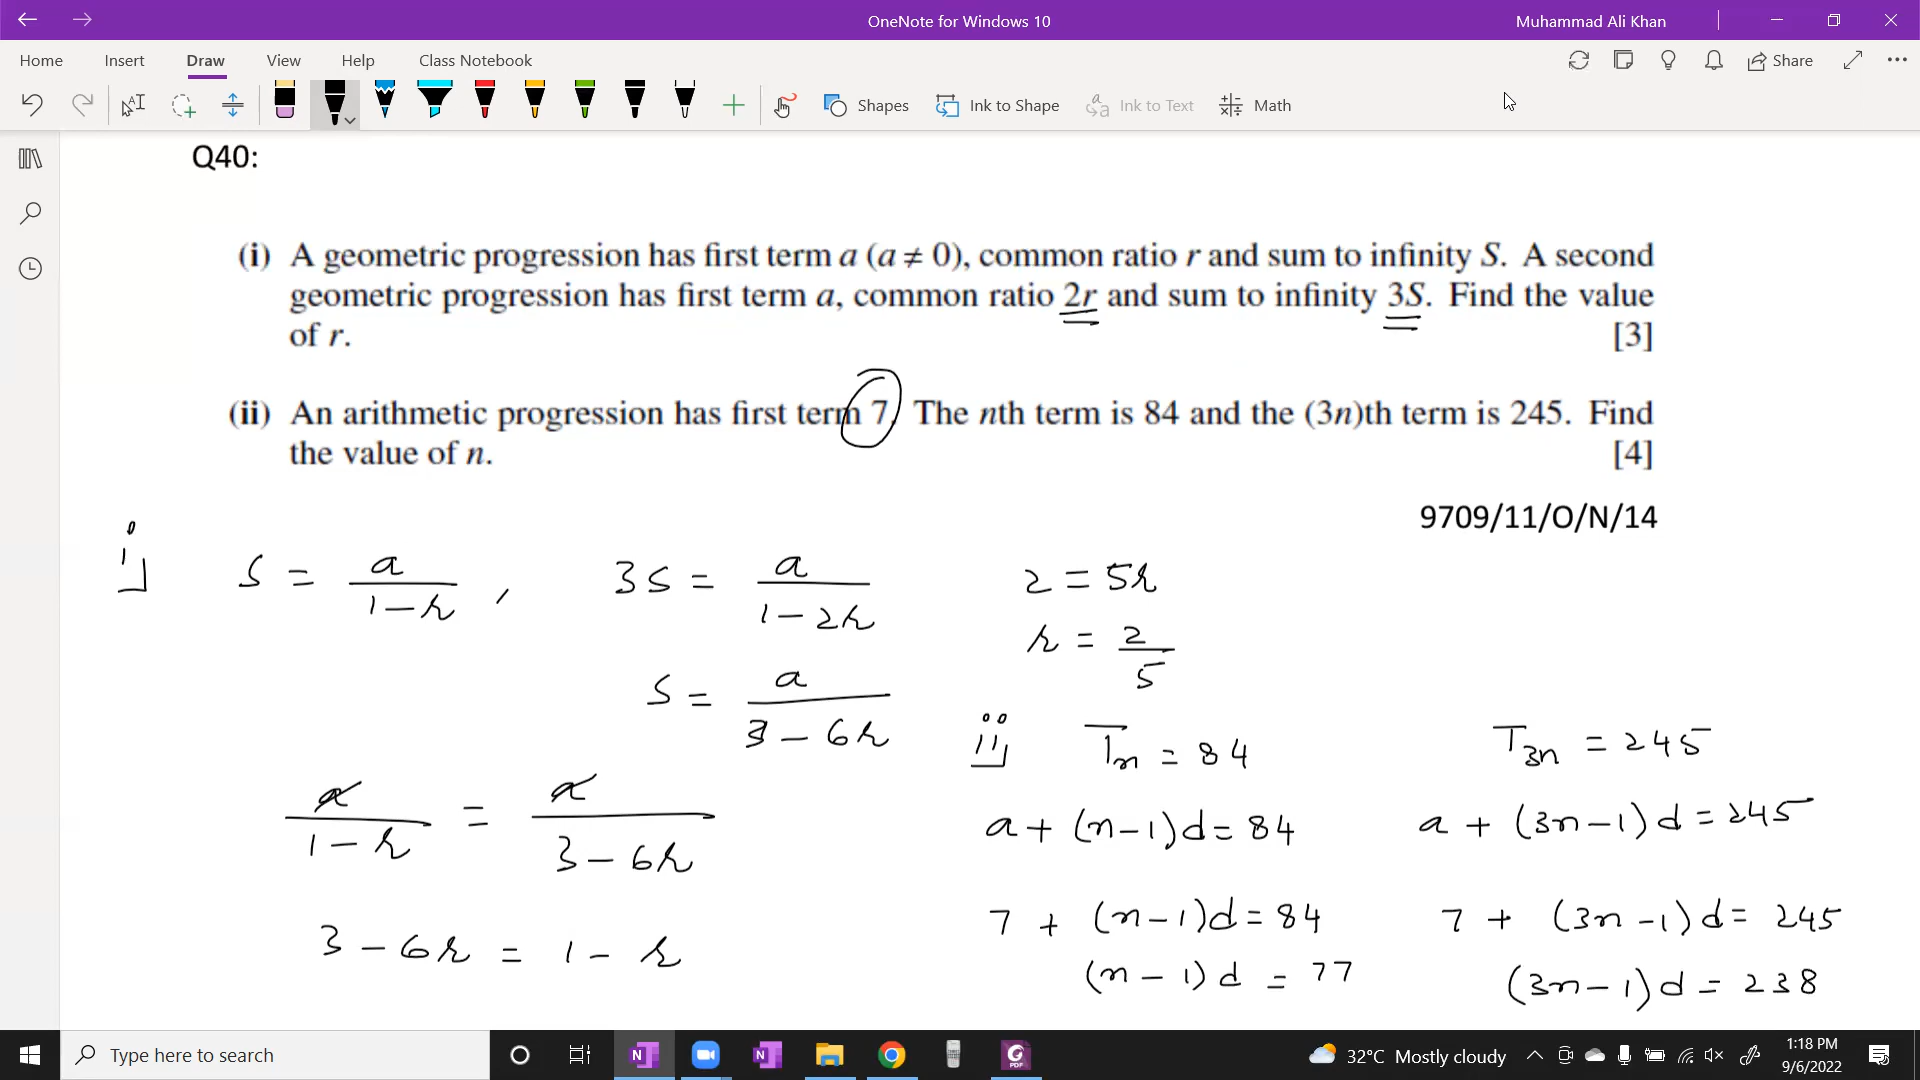 OneNote for Windows 10
Muhammad Ali Khan
Home Insert Draw View Help Class Notebook Share
Shapes Ink to Shape Ink to Text Math
Q40:
(i) A geometric progression has first term a (a ≠ 0), common ratio r and sum to infinity S. A second
geometric progression has first term a, common ratio 2r and sum to infinity 3S. Find the value
of r. [3]
(ii) An arithmetic progression has first term 7. The nth term is 84 and the (3n)th term is 245. Find
the value of n. [4]
9709/11/O/N/14
i
S = a/(1-r) ,
3S = a/(1-2r)
S = a/(3-6r)
a/(1-r) = a/(3-6r)
3-6r = 1-r
2 = 5r
r = 2/5
ii
Tn = 84
a+(n-1)d=84
7+(n-1)d=84
(n-1)d = 77
T3n = 245
a+(3n-1)d=245
7+(3n-1)d=245
(3n-1)d=238
Type here to search
32°C Mostly cloudy
1:18 PM
9/6/2022